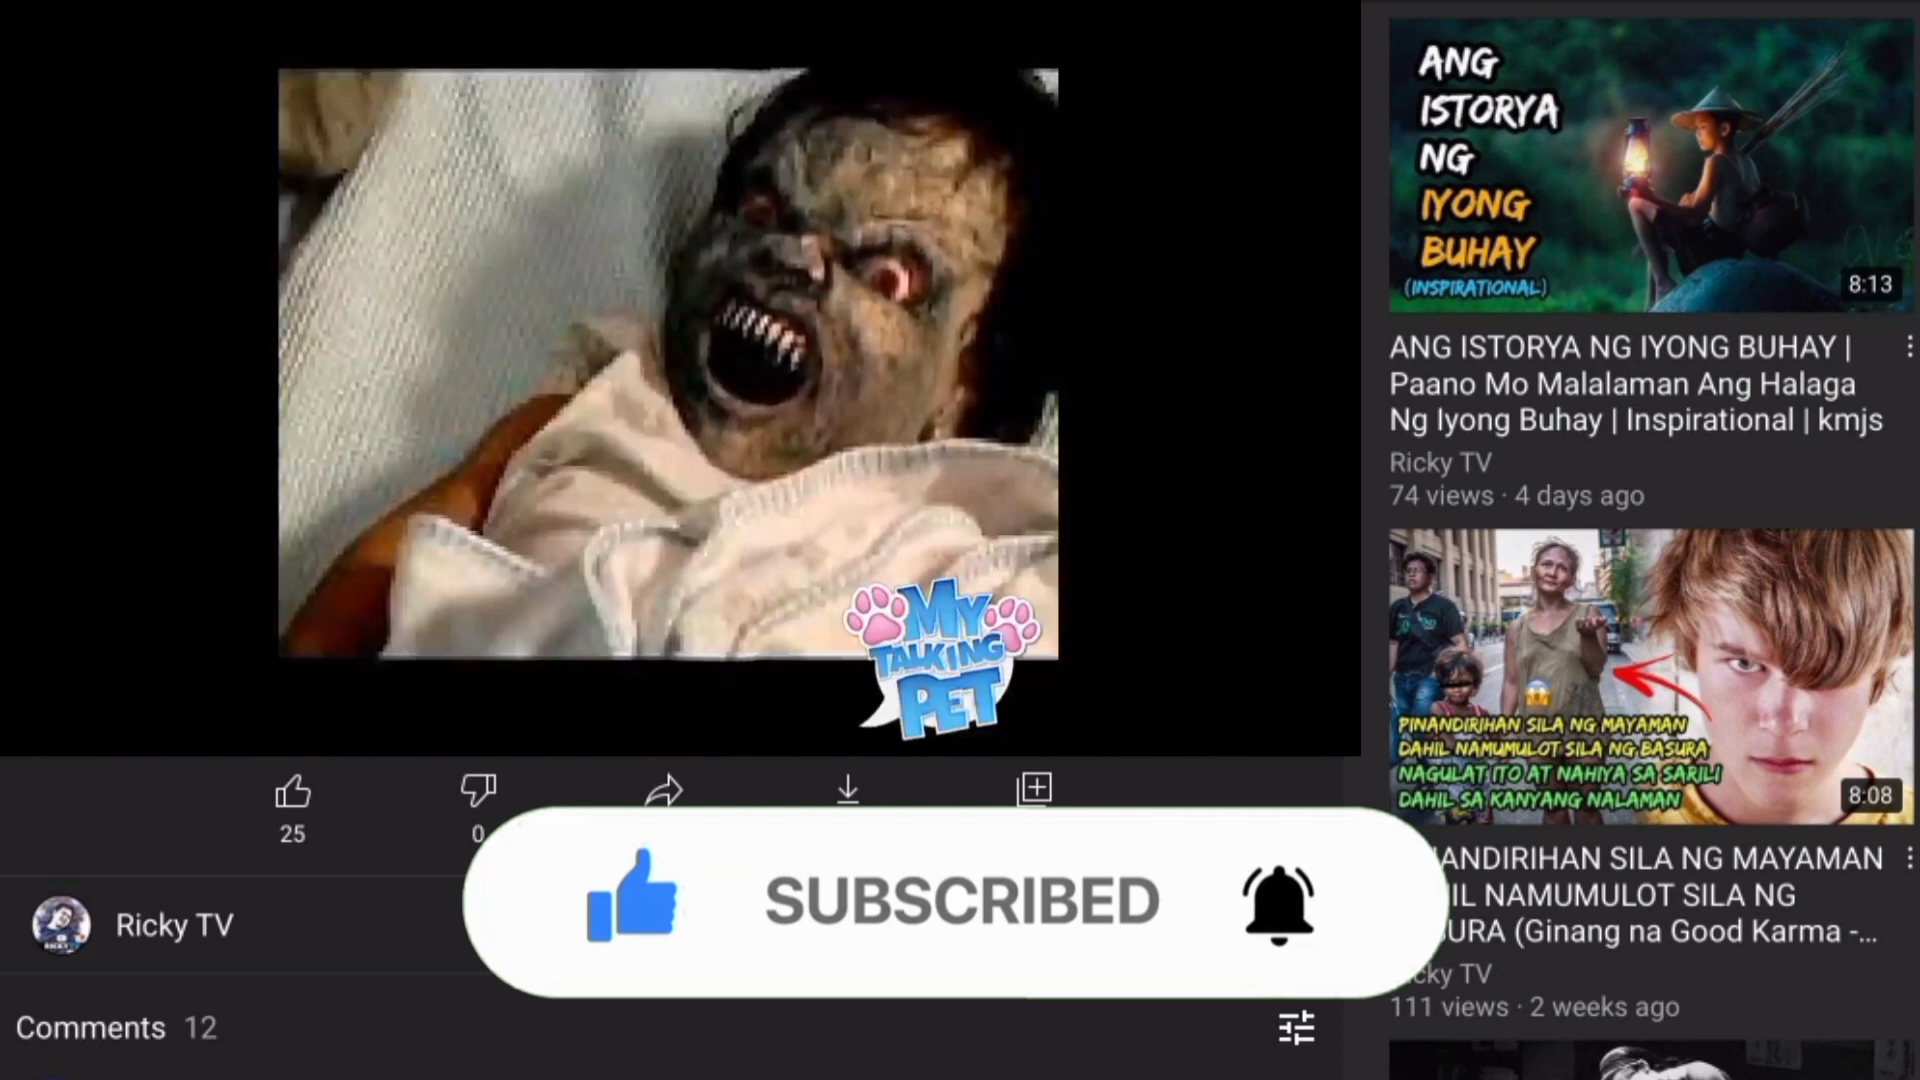 MY
TALKING
PET
25
0
SUBSCRIBED
Ricky TV
Comments 12
ANG
ISTORYA
NG
IYONG
BUHAY
(INSPIRATIONAL)
8:13
ANG ISTORYA NG IYONG BUHAY |
Paano Mo Malalaman Ang Halaga
Ng Iyong Buhay | Inspirational | kmjs
Ricky TV
74 views · 4 days ago
PINANDIRIHAN SILA NG MAYAMAN
DAHIL NAMUMULOT SILA NG BASURA
NAGULAT ITO AT NAHIYA SA SARILI
DAHIL SA KANYANG NALAMAN
8:08
ANDIRIHAN SILA NG MAYAMAN
IL NAMUMULOT SILA NG
URA (Ginang na Good Karma -...
cky TV
111 views · 2 weeks ago